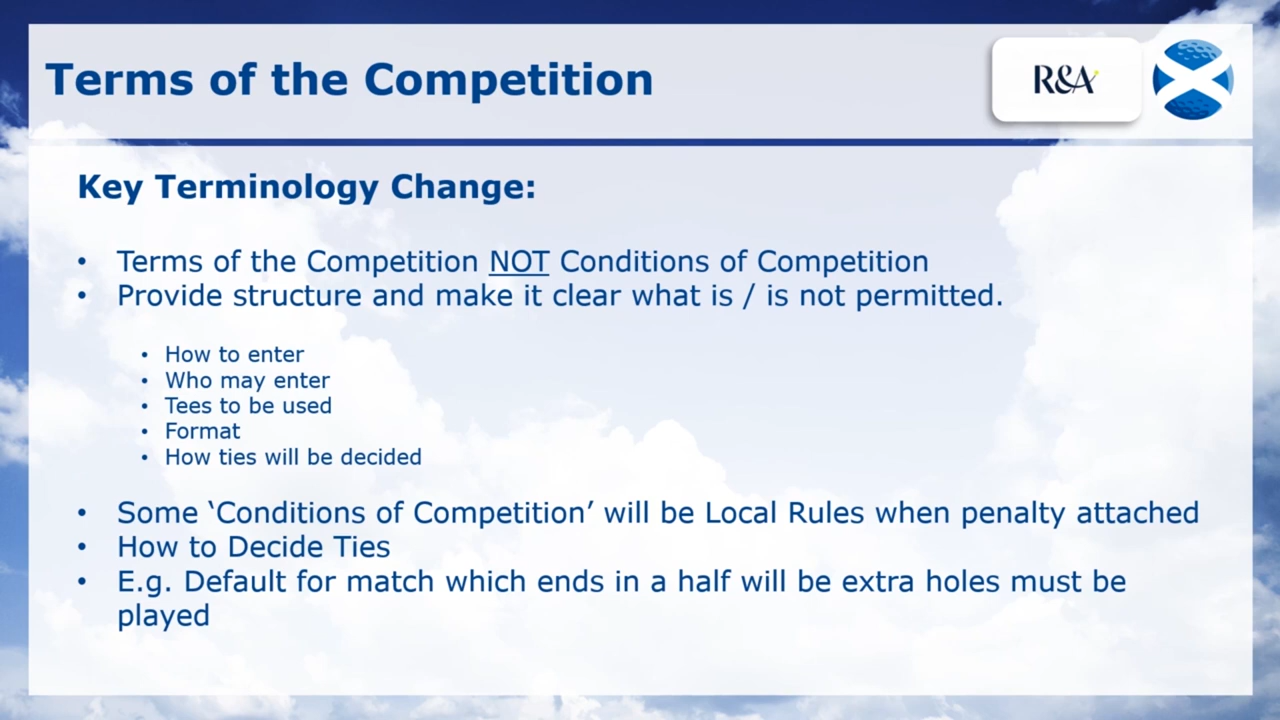 Terms of the Competition
R&A
Key Terminology Change:
• Terms of the Competition NOT Conditions of Competition
• Provide structure and make it clear what is / is not permitted.
• How to enter
• Who may enter
• Tees to be used
• Format
• How ties will be decided
• Some ‘Conditions of Competition’ will be Local Rules when penalty attached
• How to Decide Ties
• E.g. Default for match which ends in a half will be extra holes must be
played